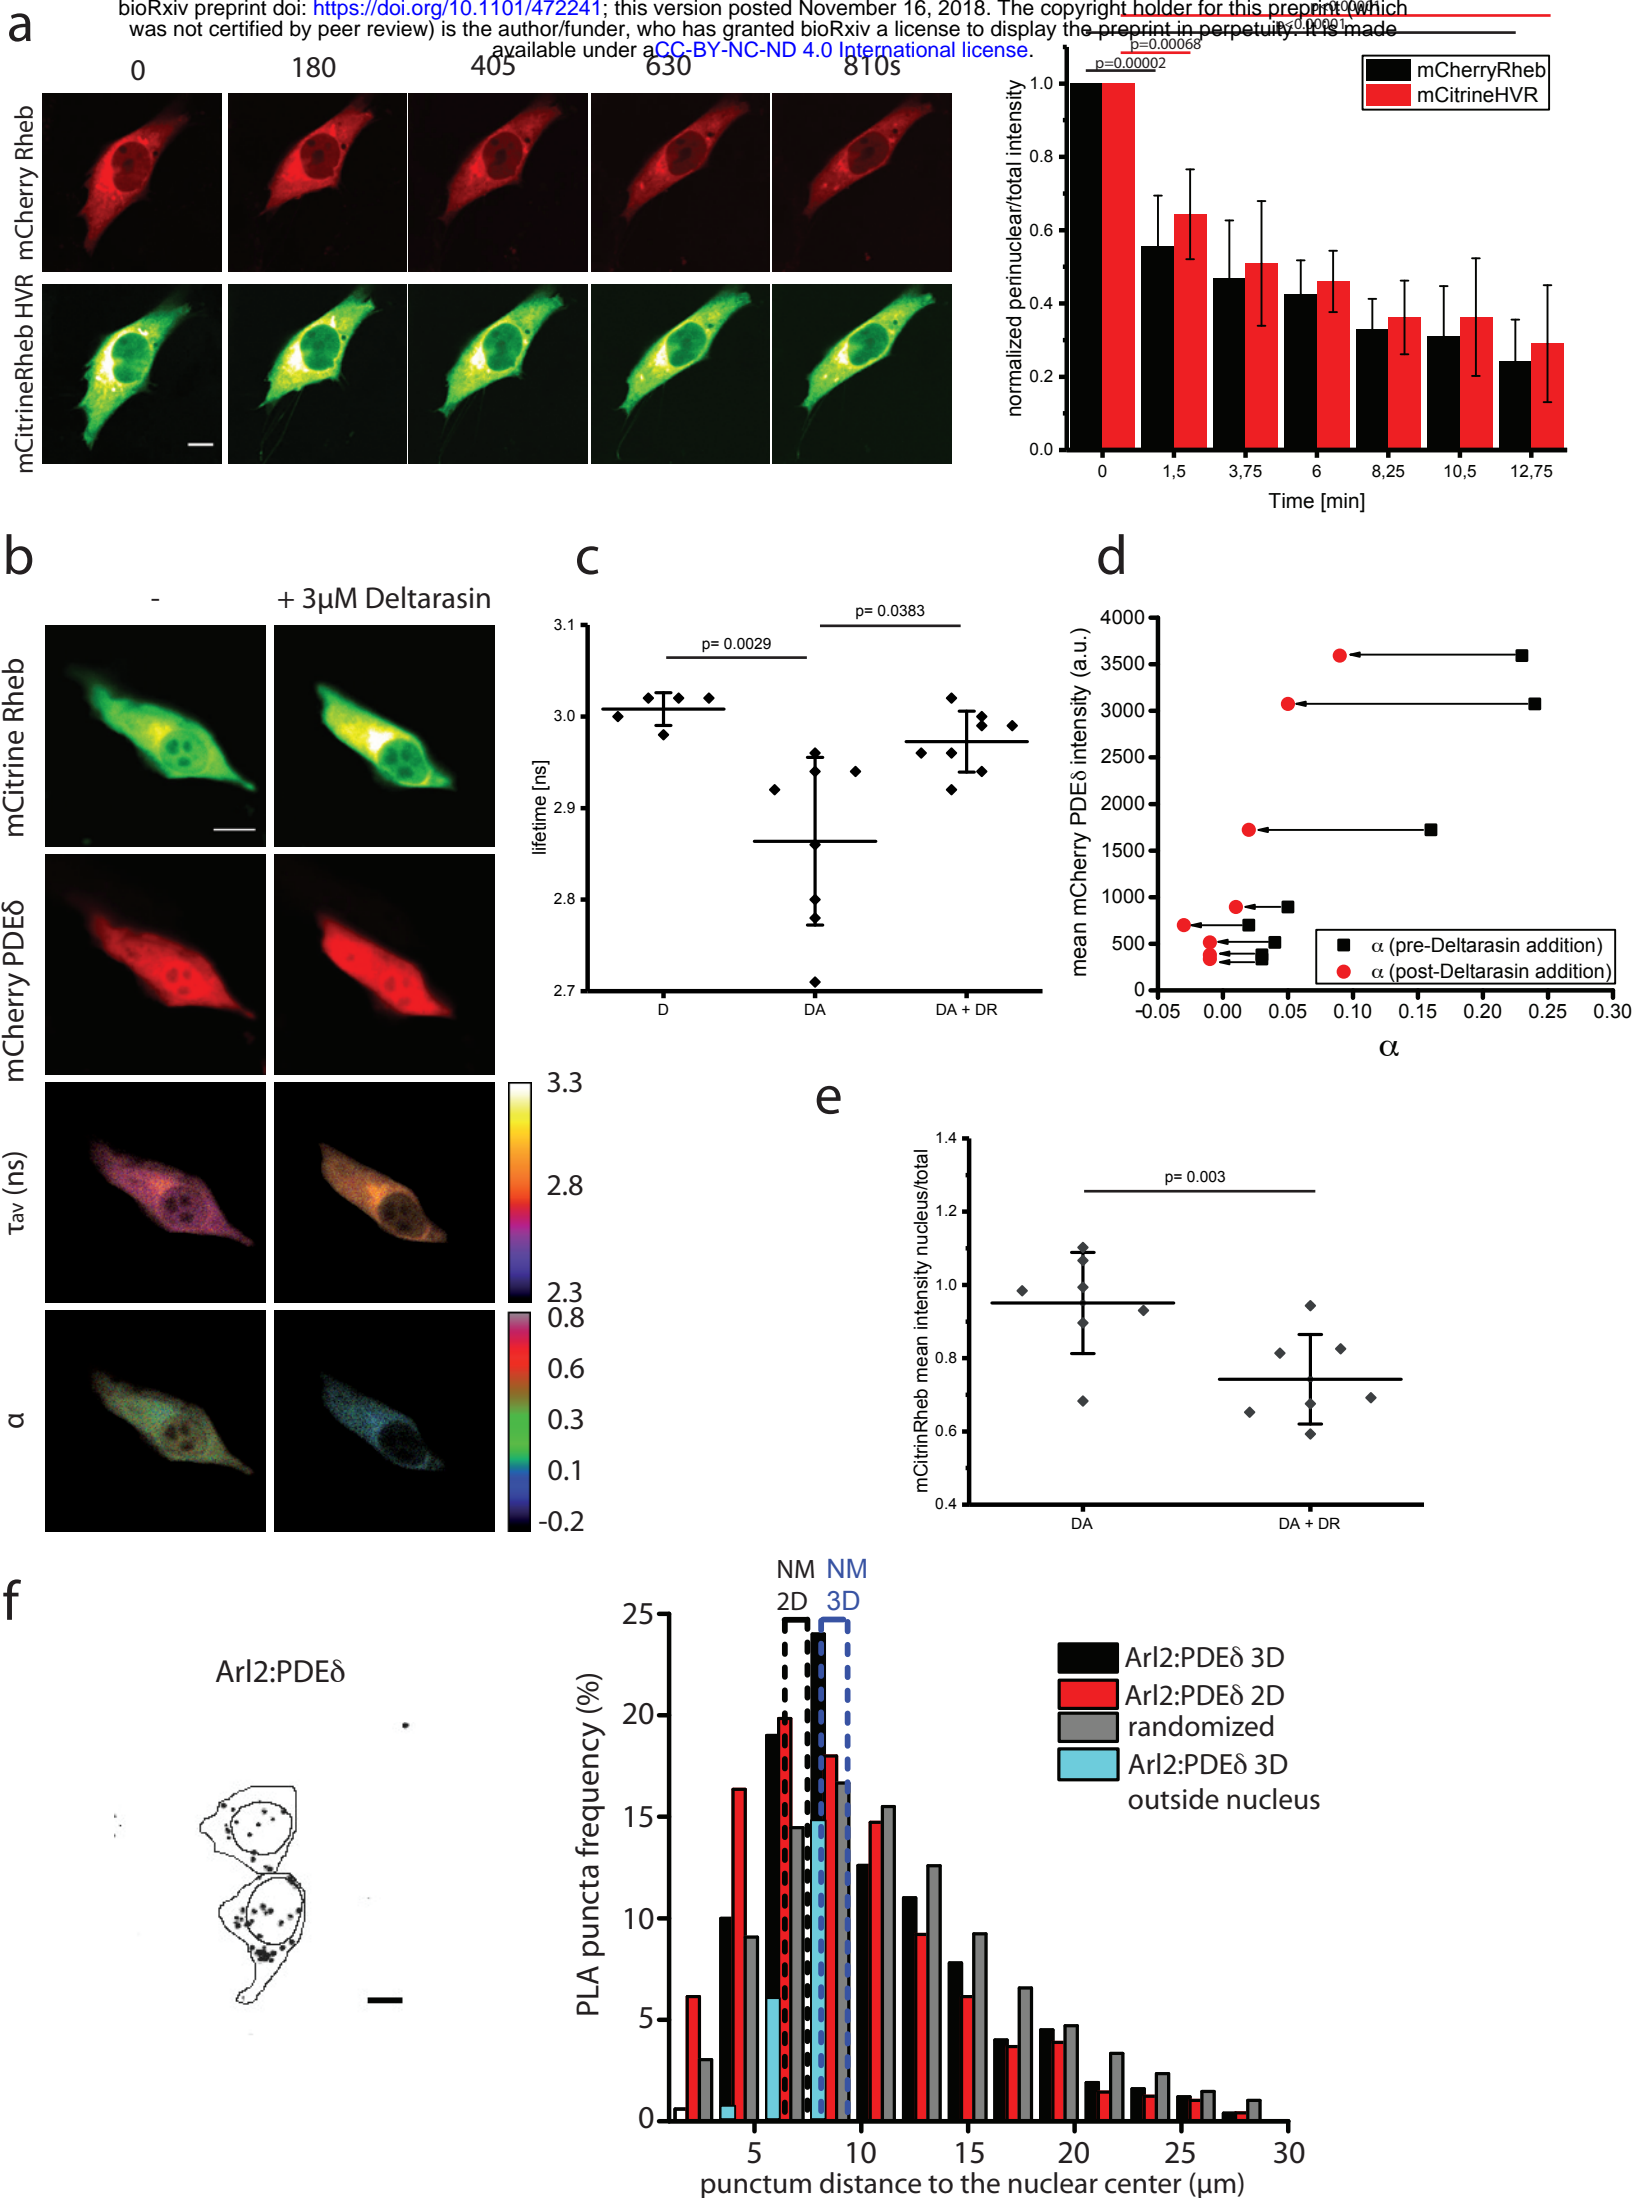 bioRxiv preprint doi: https://doi.org/10.1101/472241; this version posted November 16, 2018. The copyright holder for this preprint (which
was not certified by peer review) is the author/funder, who has granted bioRxiv a license to display the preprint in perpetuity. It is made
available under aCC-BY-NC-ND 4.0 International license.
a
0 180 405 630 810s
mCherry Rheb
mCitrineRheb HVR
p<0.00001
p=0.00068
p=0.00002
mCherryRheb
mCitrineHVR
normalized perinuclear/total intensity
1.0
0.8
0.6
0.4
0.2
0.0
0 1,5 3,75 6 8,25 10,5 12,75
Time [min]
b
- + 3µM Deltarasin
mCitrine Rheb
mCherry PDEδ
τav (ns)
α
3.3
2.8
2.3
0.8
0.6
0.3
0.1
-0.2
c
p= 0.0383
p= 0.0029
lifetime [ns]
3.1
3.0
2.9
2.8
2.7
D DA DA + DR
d
mean mCherry PDEδ intensity (a.u.)
4000
3500
3000
2500
2000
1500
1000
500
0
α (pre-Deltarasin addition)
α (post-Deltarasin addition)
-0.05 0.00 0.05 0.10 0.15 0.20 0.25 0.30
α
e
p= 0.003
mCitrinRheb mean intensity nucleus/total
1.4
1.2
1.0
0.8
0.6
0.4
DA DA + DR
f
Arl2:PDEδ
NM NM
2D 3D
PLA puncta frequency (%)
25
20
15
10
5
0
Arl2:PDEδ 3D
Arl2:PDEδ 2D
randomized
Arl2:PDEδ 3D
outside nucleus
5 10 15 20 25 30
punctum distance to the nuclear center (µm)